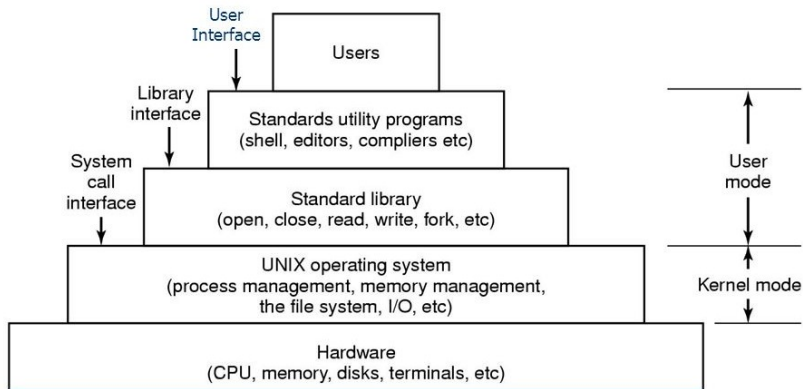 User
Interface
Users
Library
interface
Standards utility programs
(shell, editors, compliers etc)
System
call
interface
User
mode
Standard library
(open, close, read, write, fork, etc)
UNIX operating system
(process management, memory management,
the file system, I/O, etc)
Kernel mode
Hardware
(CPU, memory, disks, terminals, etc)